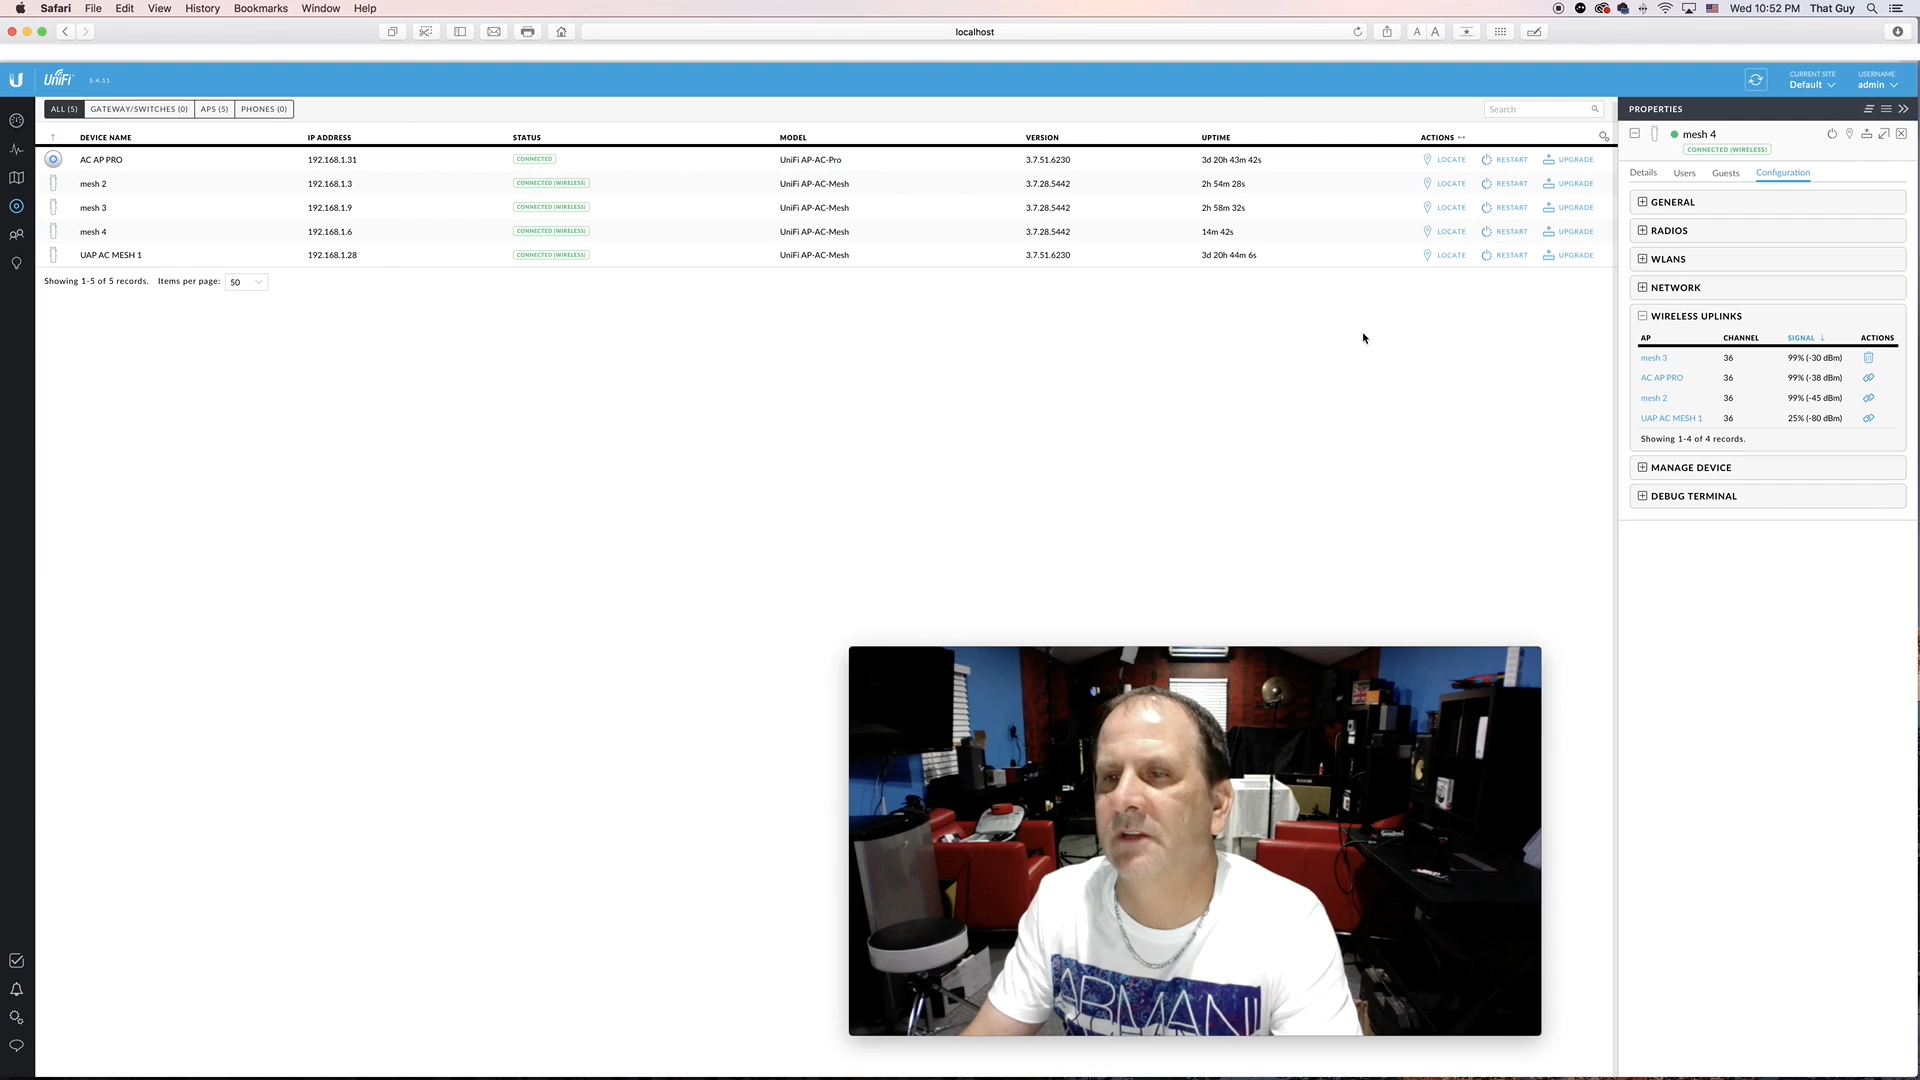 Safari File Edit View History Bookmarks Window Help Wed 10:52 PM That Guy
localhost A A
U UniFi 5.4.11 CURRENT SITE Default USERNAME admin
ALL (5) GATEWAY/SWITCHES (0) APS (5) PHONES (0) Search
DEVICE NAME IP ADDRESS STATUS MODEL VERSION UPTIME ACTIONS
AC AP PRO 192.168.1.31 CONNECTED UniFi AP-AC-Pro 3.7.51.6230 3d 20h 43m 42s LOCATE RESTART UPGRADE
mesh 2 192.168.1.3 CONNECTED (WIRELESS) UniFi AP-AC-Mesh 3.7.28.5442 2h 54m 28s LOCATE RESTART UPGRADE
mesh 3 192.168.1.9 CONNECTED (WIRELESS) UniFi AP-AC-Mesh 3.7.28.5442 2h 58m 32s LOCATE RESTART UPGRADE
mesh 4 192.168.1.6 CONNECTED (WIRELESS) UniFi AP-AC-Mesh 3.7.28.5442 14m 42s LOCATE RESTART UPGRADE
UAP AC MESH 1 192.168.1.28 CONNECTED (WIRELESS) UniFi AP-AC-Mesh 3.7.51.6230 3d 20h 44m 6s LOCATE RESTART UPGRADE
Showing 1-5 of 5 records. Items per page: 50
PROPERTIES
mesh 4
CONNECTED (WIRELESS)
Details Users Guests Configuration
GENERAL
RADIOS
WLANS
NETWORK
WIRELESS UPLINKS
AP CHANNEL SIGNAL ACTIONS
mesh 3 36 99% (-30 dBm)
AC AP PRO 36 99% (-38 dBm)
mesh 2 36 99% (-45 dBm)
UAP AC MESH 1 36 25% (-80 dBm)
Showing 1-4 of 4 records.
MANAGE DEVICE
DEBUG TERMINAL
ARMANI